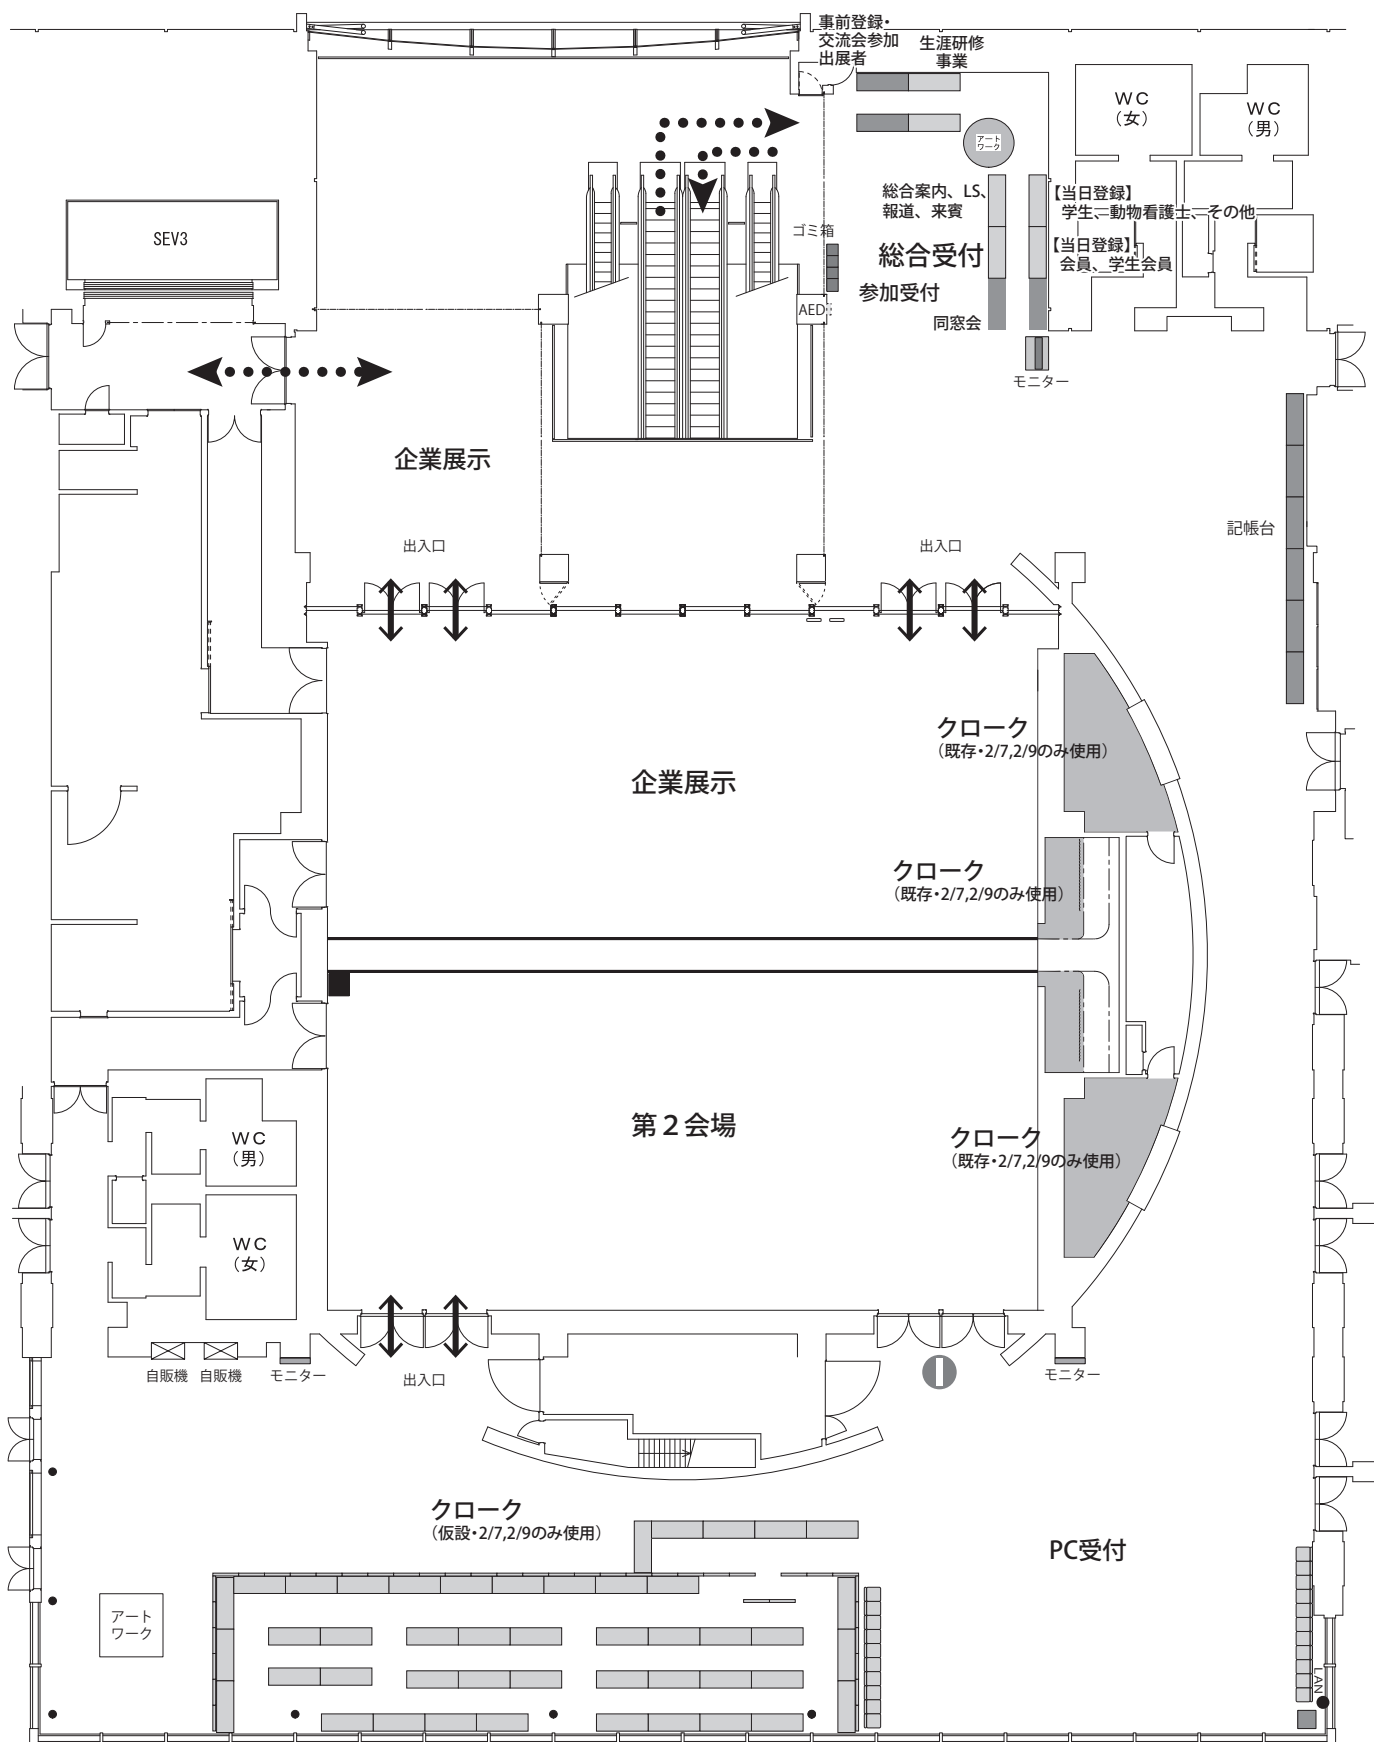 事前登録・
交流会参加
出展者
生涯研修
事業
WC
(女)
WC
(男)
アート
ワーク
総合案内、LS、
報道、来賓
【当日登録】
学生、動物看護士、その他
【当日登録】
会員、学生会員
ゴミ箱
総合受付
参加受付
AED
同窓会
モニター
SEV3
企業展示
出入口
出入口
記帳台
クローク
(既存・2/7,2/9のみ使用)
企業展示
クローク
(既存・2/7,2/9のみ使用)
第2会場
クローク
(既存・2/7,2/9のみ使用)
WC
(男)
WC
(女)
自販機
自販機
モニター
出入口
モニター
クローク
(仮設・2/7,2/9のみ使用)
PC受付
アート
ワーク
LAN